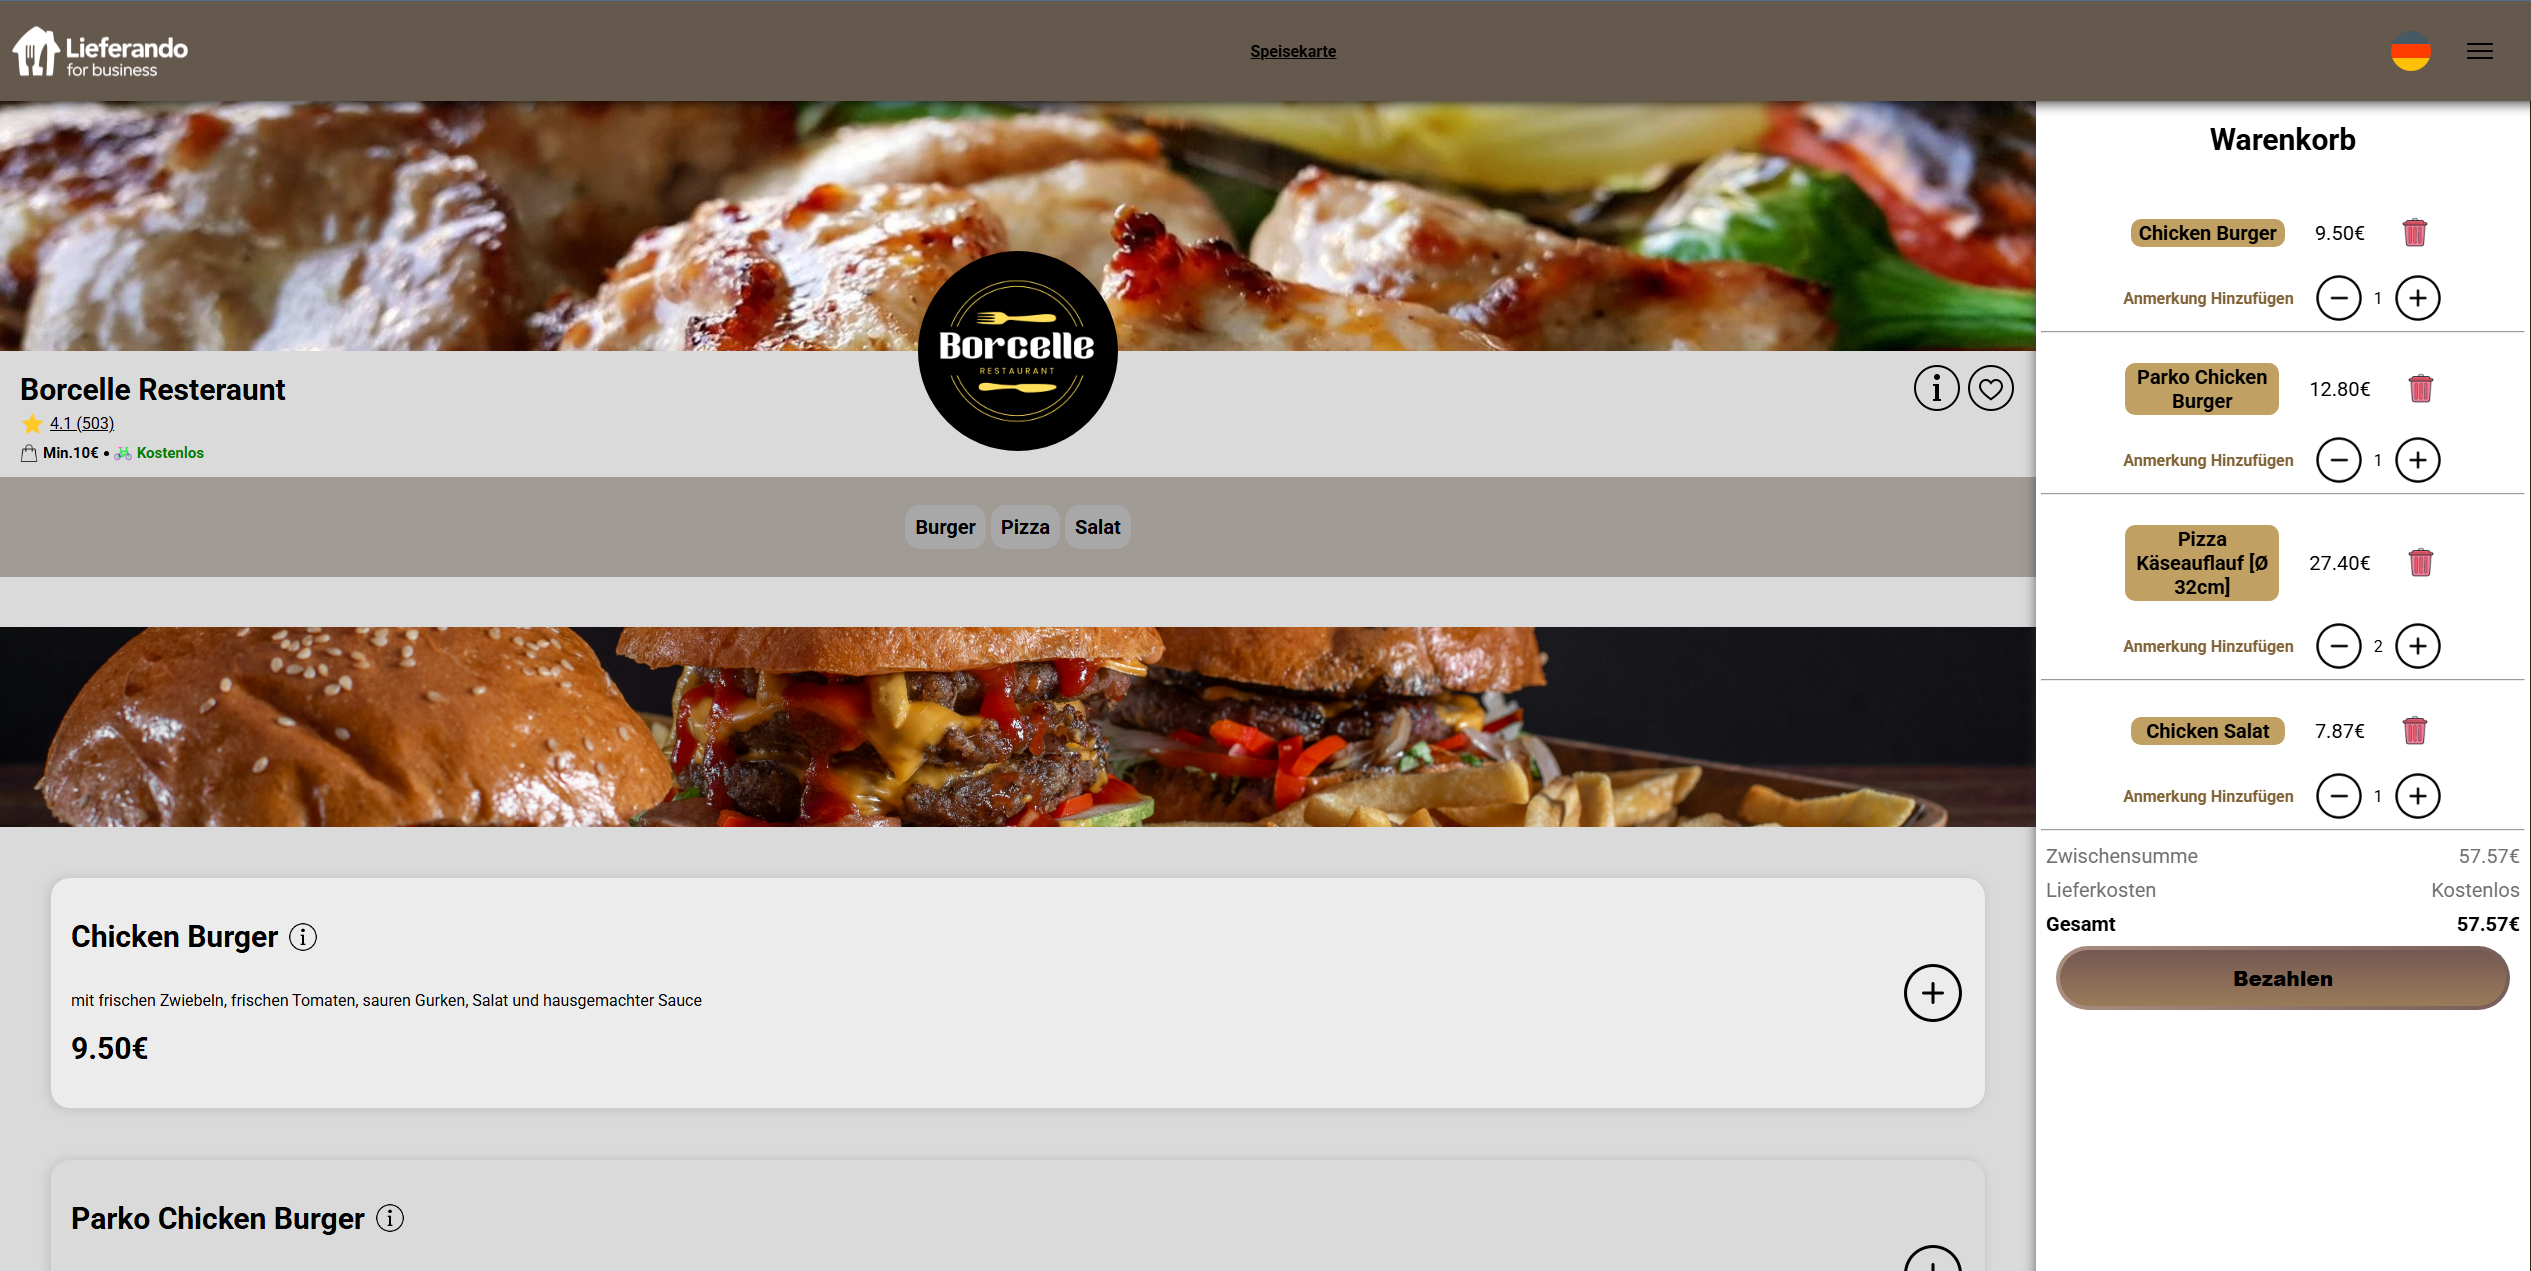 Lieferando
for business
Speisekarte
Borcelle
RESTAURANT
Borcelle Resteraunt
4.1 (503)
Min.10€ • Kostenlos
Burger Pizza Salat
Chicken Burger
mit frischen Zwiebeln, frischen Tomaten, sauren Gurken, Salat und hausgemachter Sauce
9.50€
Parko Chicken Burger
Warenkorb
Chicken Burger 9.50€
Anmerkung Hinzufügen 1
Parko Chicken
Burger
12.80€
Anmerkung Hinzufügen 1
Pizza
Käseauflauf [Ø
32cm]
27.40€
Anmerkung Hinzufügen 2
Chicken Salat 7.87€
Anmerkung Hinzufügen 1
Zwischensumme 57.57€
Lieferkosten Kostenlos
Gesamt 57.57€
Bezahlen